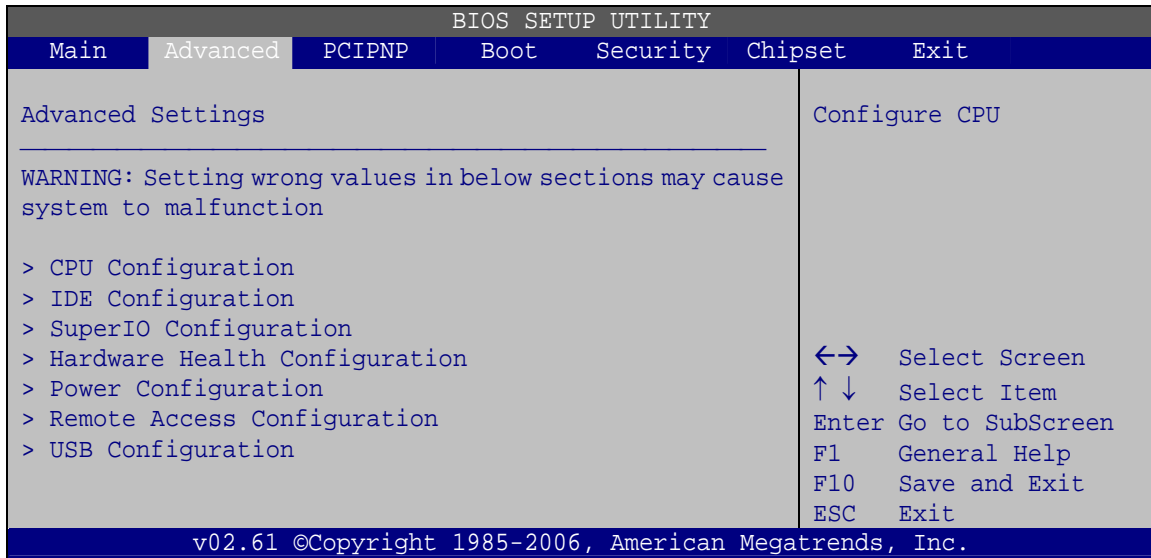 BIOS SETUP UTILITY
Main Advanced PCIPNP Boot Security Chipset Exit
Advanced Settings
WARNING: Setting wrong values in below sections may cause
system to malfunction
> CPU Configuration
> IDE Configuration
> SuperIO Configuration
> Hardware Health Configuration
> Power Configuration
> Remote Access Configuration
> USB Configuration
Configure CPU
←→ Select Screen
↑ ↓ Select Item
Enter Go to SubScreen
F1 General Help
F10 Save and Exit
ESC Exit
v02.61 ©Copyright 1985-2006, American Megatrends, Inc.